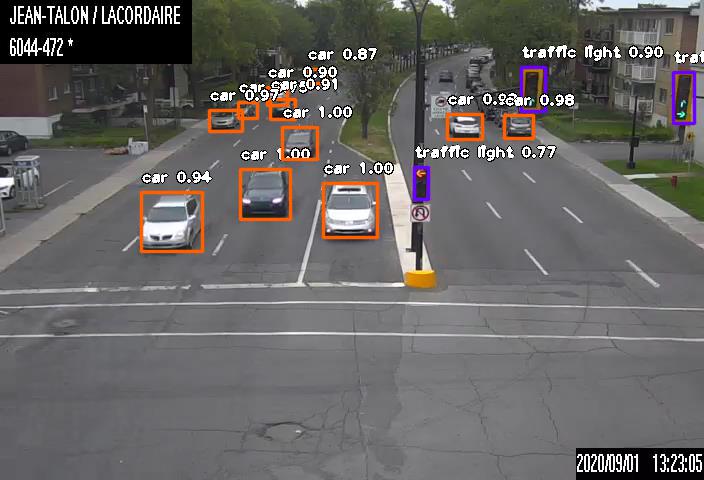 JEAN-TALON / LACORDAIRE
6044-472 *
car 0.87
traffic light 0.90
car 0.90
car 0.91
car 0.97
car 1.00
car 0.98
traffic light 0.77
car 1.00
car 1.00
car 0.94
2020/09/01 13:23:05